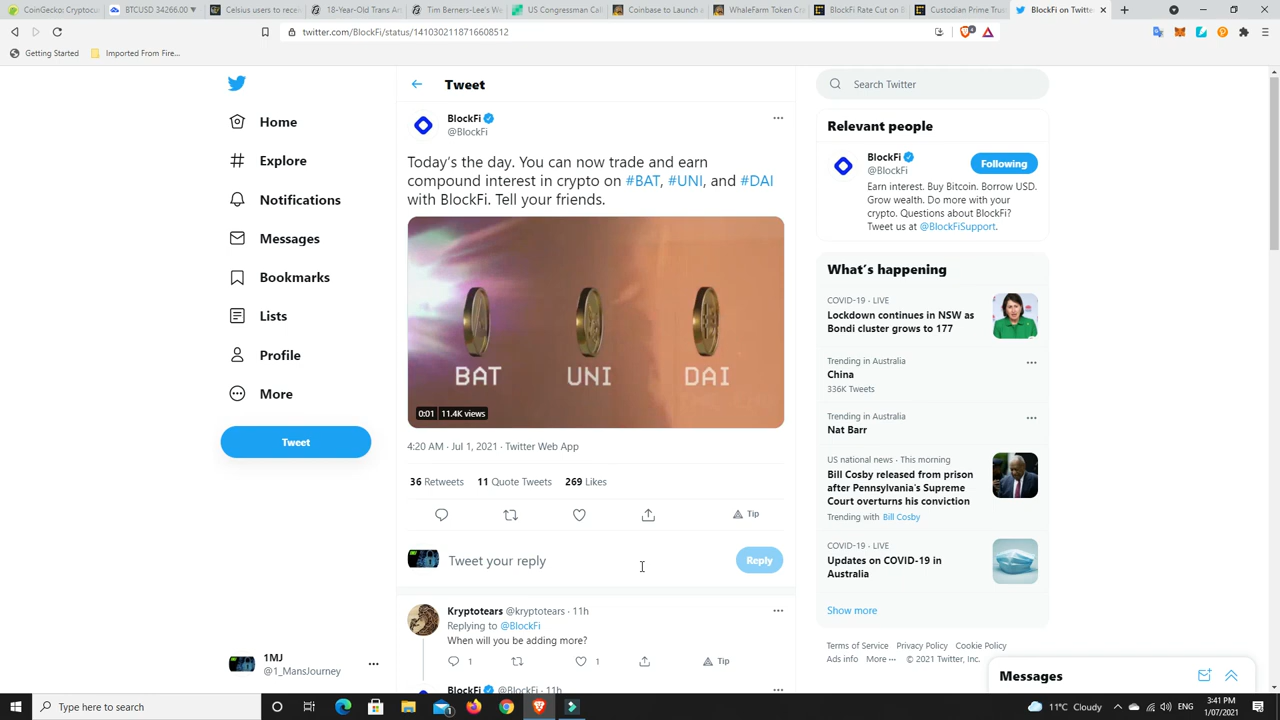 CoinGecko:
BTCUSD 34266.00
Celsius users to rece
18-Year-Old Trans Ar
Tim Berners-Lee's We
US Congressman Cal
Coinbase to Launch a
WhaleFarm Token Cr
BlockFi Rate Cut on B
Custodian Prime Trus
BlockFi on Twitter
twitter.com/BlockFi/status/1410302118716608512
Getting Started
Imported From Fire...
Home
Explore
Notifications
Messages
Bookmarks
Lists
Profile
More
Tweet
1MJ
@1_MansJourney
Tweet
BlockFi
@BlockFi
Today's the day. You can now trade and earn
compound interest in crypto on #BAT, #UNI, and #DAI
with BlockFi. Tell your friends.
BAT UNI DAI
0:01 11.4K views
4:20 AM · Jul 1, 2021 · Twitter Web App
36 Retweets 11 Quote Tweets 269 Likes
Tip
Tweet your reply
Reply
Kryptotears @kryptotears · 11h
Replying to @BlockFi
When will you be adding more?
1 1 Tip
BlockFi @BlockFi · 11h
Search Twitter
Relevant people
BlockFi
@BlockFi
Following
Earn interest. Buy Bitcoin. Borrow USD.
Grow wealth. Do more with your
crypto. Questions about BlockFi?
Tweet us at @BlockFiSupport.
What's happening
COVID-19 · LIVE
Lockdown continues in NSW as
Bondi cluster grows to 177
Trending in Australia
China
336K Tweets
Trending in Australia
Nat Barr
US national news · This morning
Bill Cosby released from prison
after Pennsylvania's Supreme
Court overturns his conviction
Trending with Bill Cosby
COVID-19 · LIVE
Updates on COVID-19 in
Australia
Show more
Terms of Service Privacy Policy Cookie Policy
Ads info More ··· © 2021 Twitter, Inc.
Messages
Type here to search
11°C Cloudy
3:41 PM
1/07/2021